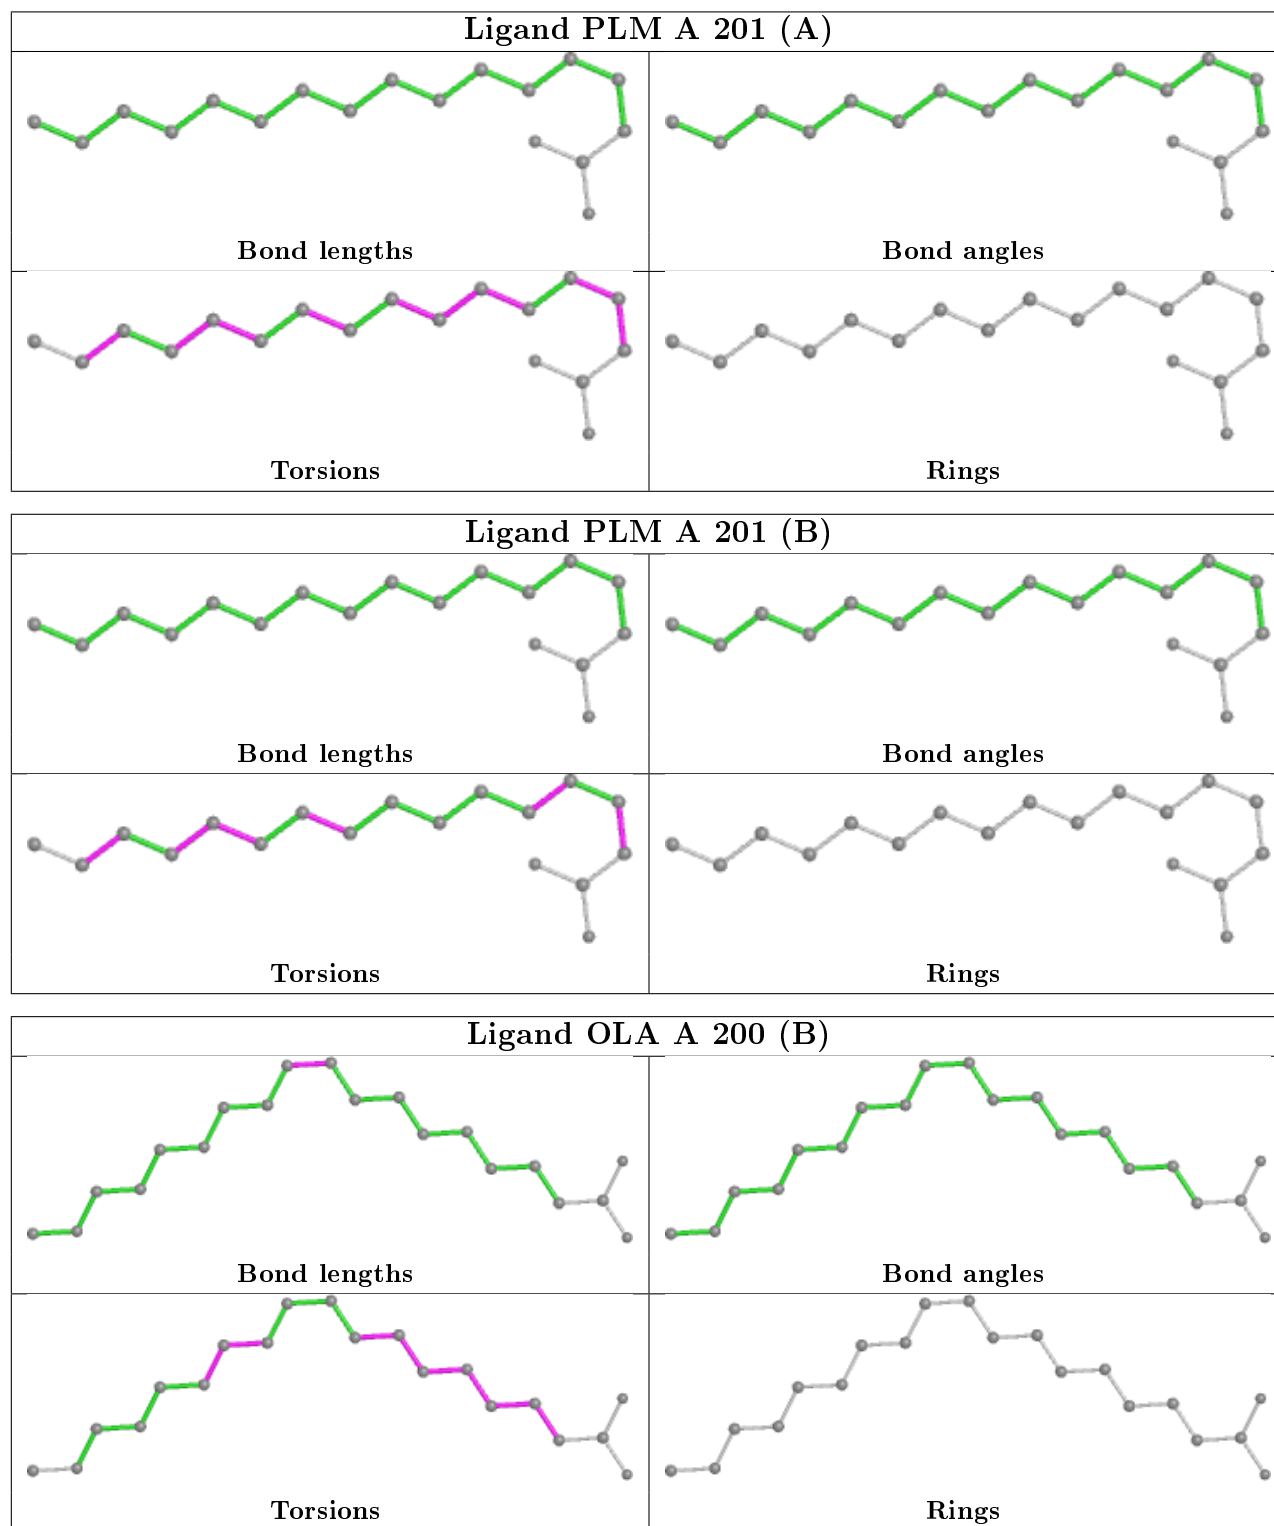 Ligand PLM A 201 (A)
Bond lengths
Bond angles
Torsions
Rings
Ligand PLM A 201 (B)
Bond lengths
Bond angles
Torsions
Rings
Ligand OLA A 200 (B)
Bond lengths
Bond angles
Torsions
Rings